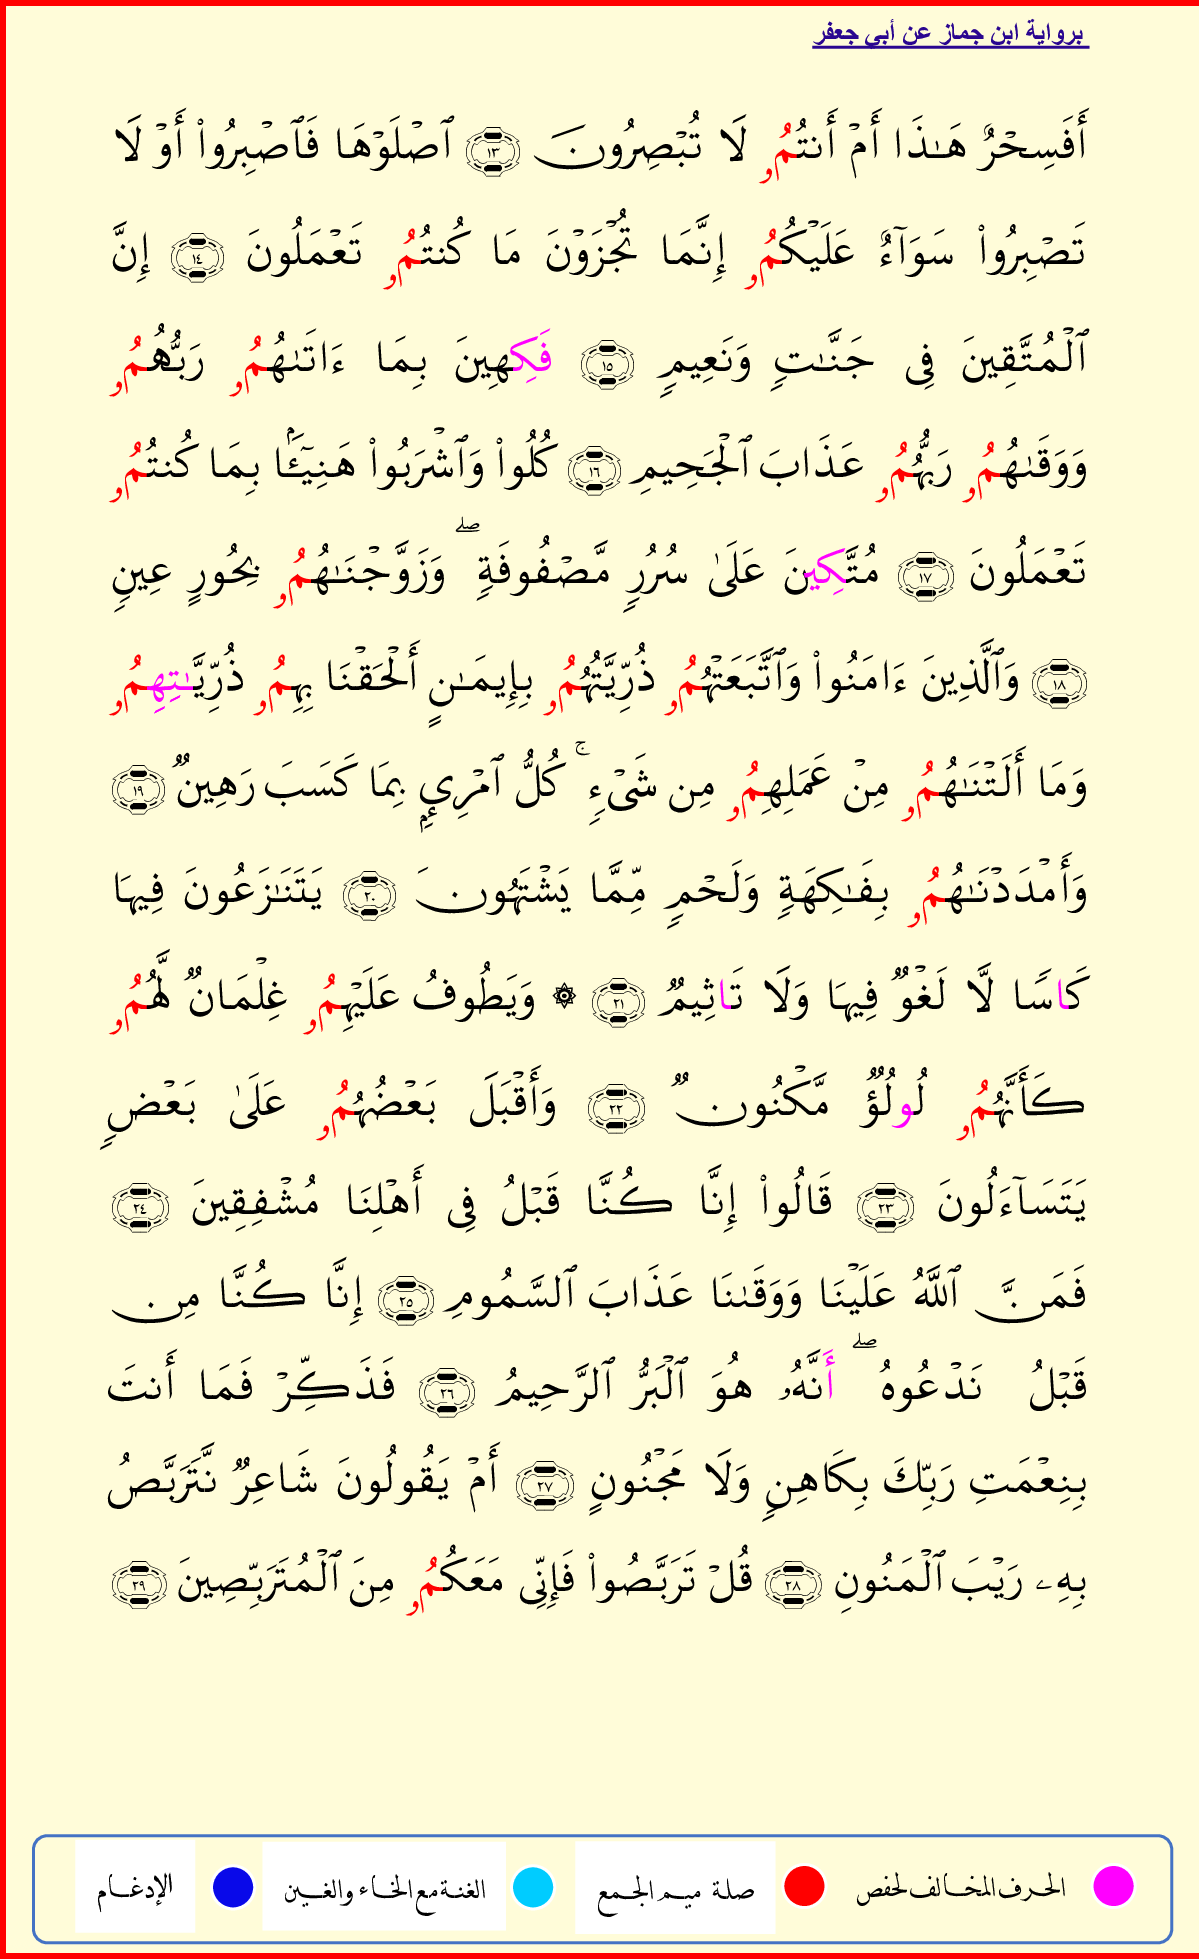 برواية ابن جماز عن أبي جعفر
أَفَسِحۡرٌ هَـٰذَا أَمۡ أَنتُمُو لَا تُبۡصِرُونَ ١٣ ٱصۡلَوۡهَا فَٱصۡبِرُوا۟ أَوۡ لَا
تَصۡبِرُوا۟ سَوَآءٌ عَلَيۡكُمُو إِنَّمَا تُجۡزَوۡنَ مَا كُنتُمُو تَعۡمَلُونَ ١٤ إِنَّ
ٱلۡمُتَّقِينَ فِى جَنَّـٰتٍ وَنَعِيمٍ ١٥ فَكِهِينَ بِمَا ءَاتَىٰهُمُو رَبُّهُمُو
وَوَقَىٰهُمُو رَبُّهُمُو عَذَابَ ٱلۡجَحِيمِ ١٦ كُلُوا۟ وَٱشۡرَبُوا۟ هَنِيٓـَٔۢا بِمَا كُنتُمُو
تَعۡمَلُونَ ١٧ مُتَّكِينَ عَلَىٰ سُرُرٍ مَّصۡفُوفَةٍۖ وَزَوَّجۡنَـٰهُمُو بِحُورٍ عِينٍ
١٨ وَٱلَّذِينَ ءَامَنُوا۟ وَٱتَّبَعَتۡهُمُو ذُرِّيَّتُهُمُو بِإِيمَـٰنٍ أَلۡحَقۡنَا بِهِمُو ذُرِّيَّـٰتِهِمُو
وَمَا أَلَتۡنَـٰهُمُو مِنۡ عَمَلِهِمُو مِن شَىۡءٍۚ كُلُّ ٱمۡرِىِٕۭ بِمَا كَسَبَ رَهِينٌ ١٩
وَأَمۡدَدۡنَـٰهُمُو بِفَـٰكِهَةٍ وَلَحۡمٍ مِّمَّا يَشۡتَهُونَ ٢٠ يَتَنَـٰزَعُونَ فِيهَا
كَاسًا لَّا لَغۡوٌ فِيهَا وَلَا تَاثِيمٌ ٢١ ۞ وَيَطُوفُ عَلَيۡهِمُو غِلۡمَانٌ لَّهُمُو
كَأَنَّهُمُو لُولُؤٌ مَّكۡنُونٌ ٢٢ وَأَقۡبَلَ بَعۡضُهُمُو عَلَىٰ بَعۡضٍ
يَتَسَآءَلُونَ ٢٣ قَالُوا۟ إِنَّا كُنَّا قَبۡلُ فِى أَهۡلِنَا مُشۡفِقِينَ ٢٤
فَمَنَّ ٱللَّهُ عَلَيۡنَا وَوَقَىٰنَا عَذَابَ ٱلسَّمُومِ ٢٥ إِنَّا كُنَّا مِن
قَبۡلُ نَدۡعُوهُۖ أَنَّهُۥ هُوَ ٱلۡبَرُّ ٱلرَّحِيمُ ٢٦ فَذَكِّرۡ فَمَا أَنتَ
بِنِعۡمَتِ رَبِّكَ بِكَاهِنٍ وَلَا مَجۡنُونٍ ٢٧ أَمۡ يَقُولُونَ شَاعِرٌ نَّتَرَبَّصُ
بِهِۦ رَيۡبَ ٱلۡمَنُونِ ٢٨ قُلۡ تَرَبَّصُوا۟ فَإِنِّى مَعَكُمُو مِنَ ٱلۡمُتَرَبِّصِينَ ٢٩
الحرف المخالف لحفص صلة ميم الجمع الغنة مع الخاء والغين الإدغام